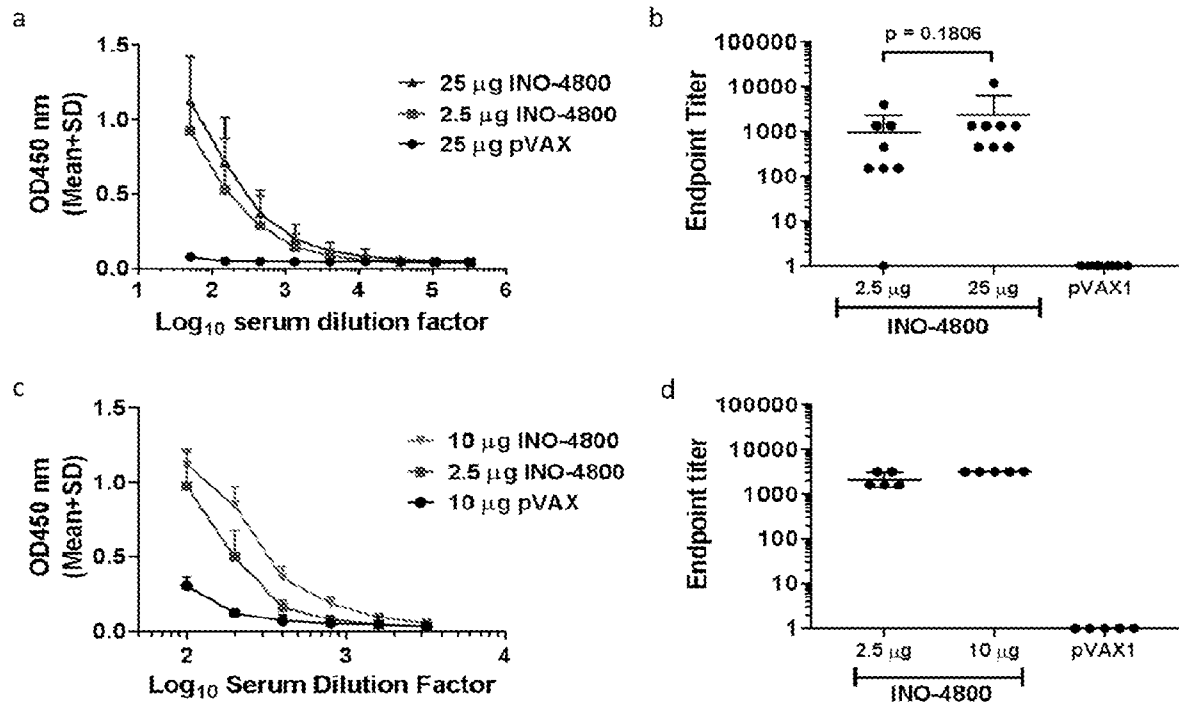 a
OD450 nm
(Mean+SD)
1.5
1.0
0.5
0.0
1 2 3 4 5 6
Log10 serum dilution factor
25 μg INO-4800
2.5 μg INO-4800
25 μg pVAX
b
Endpoint Titer
p = 0.1806
100000
10000
1000
100
10
1
2.5 μg 25 μg pVAX1
INO-4800
c
OD450 nm
(Mean+SD)
1.5
1.0
0.5
0.0
2 3 4
Log10 Serum Dilution Factor
10 μg INO-4800
2.5 μg INO-4800
10 μg pVAX
d
Endpoint titer
100000
10000
1000
100
10
1
2.5 μg 10 μg pVAX1
INO-4800